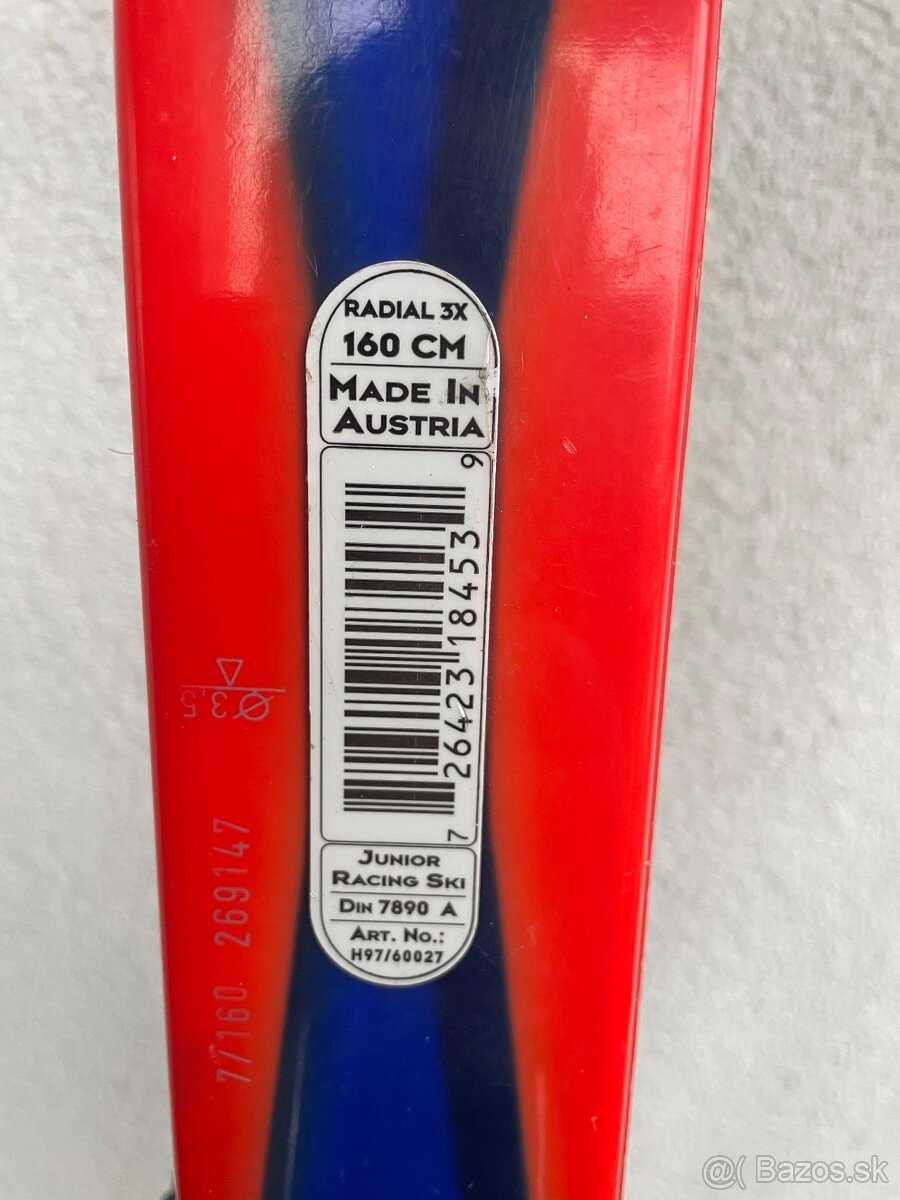 RADIAL 3X
160 CM
MADE IN
AUSTRIA
7 26423 18453 9
JUNIOR
RACING SKI
DIN 7890 A
ART. NO.:
H97/60027
Ø 3,5
7/160 269147
@( Bazos.sk